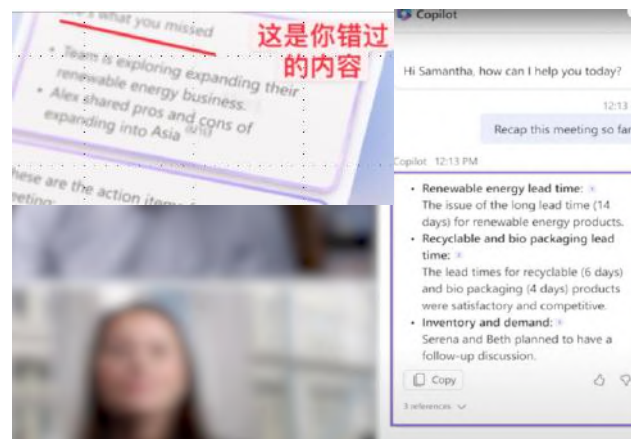 's what you missed
• Team is exploring expanding their
renewable energy business.
• Alex shared pros and cons of
expanding into Asia
hese are the action items
eeting:
这是你错过
的内容
Copilot
Hi Samantha, how can I help you today?
12:13
Recap this meeting so far
Copilot 12:13 PM
• Renewable energy lead time:
The issue of the long lead time (14
days) for renewable energy products.
• Recyclable and bio packaging lead
time:
The lead times for recyclable (6 days)
and bio packaging (4 days) products
were satisfactory and competitive.
• Inventory and demand:
Serena and Beth planned to have a
follow-up discussion.
Copy
3 references